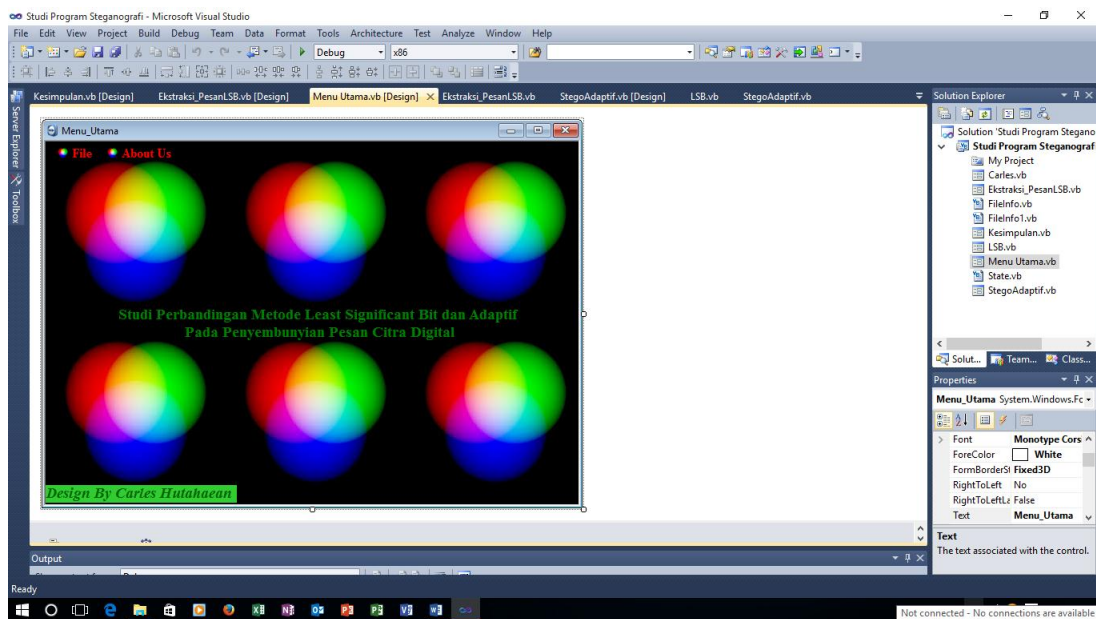 Studi Program Steganografi - Microsoft Visual Studio
File Edit View Project Build Debug Team Data Format Tools Architecture Test Analyze Window Help
Debug x86
Kesimpulan.vb [Design] Ekstraksi_PesanLSB.vb [Design] Menu Utama.vb [Design] Ekstraksi_PesanLSB.vb StegoAdaptif.vb [Design] LSB.vb StegoAdaptif.vb
Server Explorer
Toolbox
Menu_Utama
File About Us
Studi Perbandingan Metode Least Significant Bit dan Adaptif
Pada Penyembunyian Pesan Citra Digital
Design By Carles Hutahaean
Solution Explorer
Solution 'Studi Program Stegano
Studi Program Steganograf
My Project
Carles.vb
Ekstraksi_PesanLSB.vb
FileInfo.vb
FileInfo1.vb
Kesimpulan.vb
LSB.vb
Menu Utama.vb
State.vb
StegoAdaptif.vb
Solut... Team... Class...
Properties
Menu_Utama System.Windows.Fc
Font Monotype Cors
ForeColor White
FormBorderSt Fixed3D
RightToLeft No
RightToLeftLa False
Text Menu_Utama
Text
The text associated with the control.
Output
Ready
Not connected - No connections are available